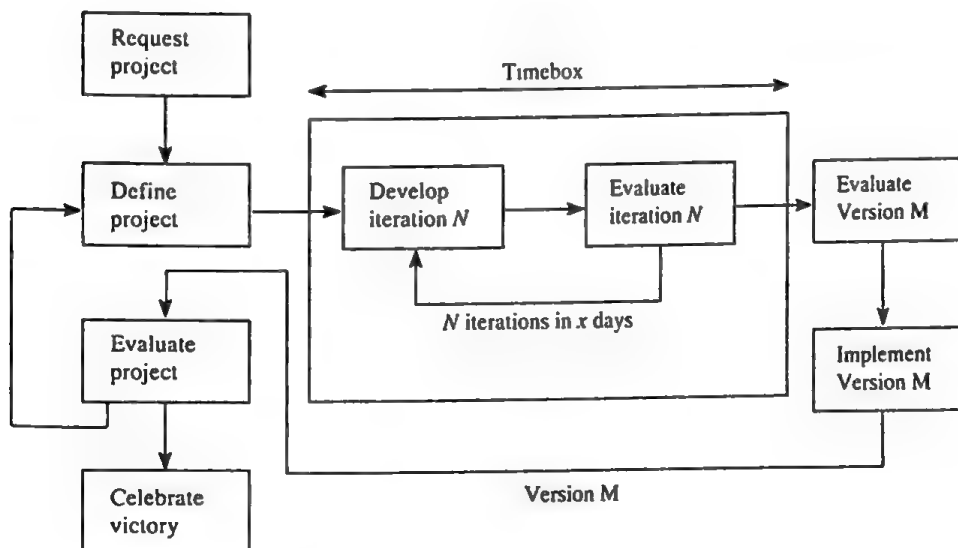 Request
project
Timebox
Define
project
Develop
iteration N
Evaluate
iteration N
Evaluate
Version M
N iterations in x days
Evaluate
project
Implement
Version M
Version M
Celebrate
victory